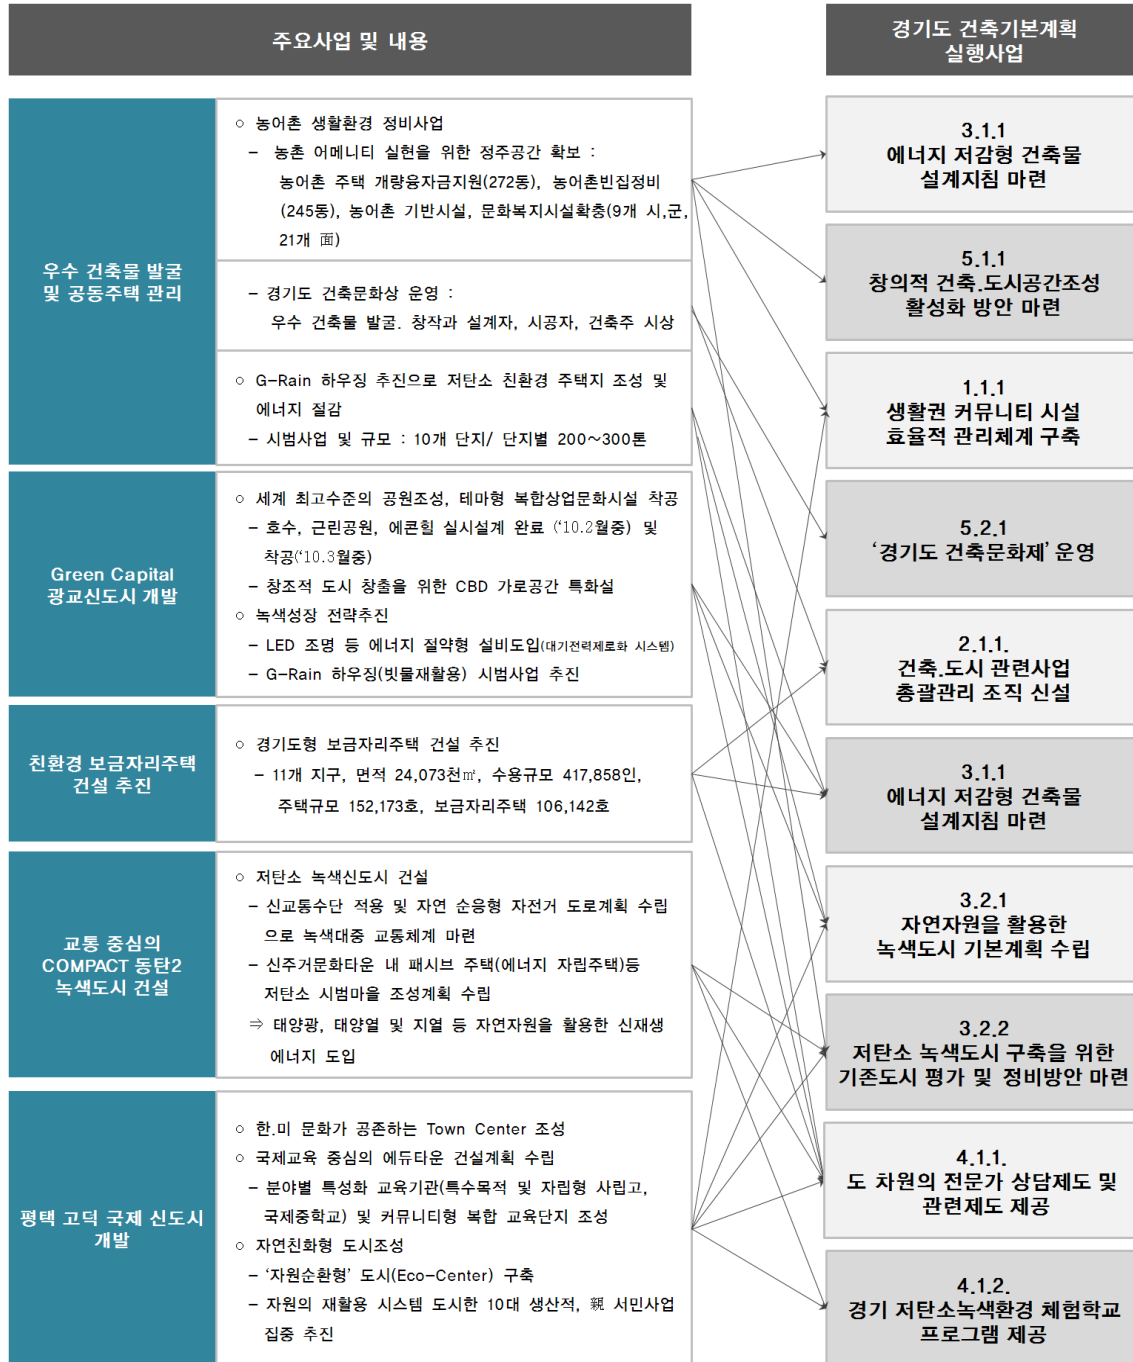 주요사업 및 내용
경기도 건축기본계획
실행사업
우수 건축물 발굴
및 공동주택 관리
○ 농어촌 생활환경 정비사업
– 농촌 어메니티 실현을 위한 정주공간 확보 :
농어촌 주택 개량융자금지원(272동), 농어촌빈집정비
(245동), 농어촌 기반시설, 문화복지시설확충(9개 시,군,
21개 面)
– 경기도 건축문화상 운영 :
우수 건축물 발굴. 창작과 설계자, 시공자, 건축주 시상
○ G-Rain 하우징 추진으로 저탄소 친환경 주택지 조성 및
에너지 절감
– 시범사업 및 규모 : 10개 단지/ 단지별 200~300톤
Green Capital
광교신도시 개발
○ 세계 최고수준의 공원조성, 테마형 복합상업문화시설 착공
– 호수, 근린공원, 에콘힐 실시설계 완료 (‘10.2월중) 및
착공(‘10.3월중)
– 창조적 도시 창출을 위한 CBD 가로공간 특화설
○ 녹색성장 전략추진
– LED 조명 등 에너지 절약형 설비도입(대기전력제로화 시스템)
– G-Rain 하우징(빗물재활용) 시범사업 추진
친환경 보금자리주택
건설 추진
○ 경기도형 보금자리주택 건설 추진
– 11개 지구, 면적 24,073천㎡, 수용규모 417,858인,
주택규모 152,173호, 보금자리주택 106,142호
교통 중심의
COMPACT 동탄2
녹색도시 건설
○ 저탄소 녹색신도시 건설
– 신교통수단 적용 및 자연 순응형 자전거 도로계획 수립
으로 녹색대중 교통체계 마련
– 신주거문화타운 내 패시브 주택(에너지 자립주택)등
저탄소 시범마을 조성계획 수립
⇒ 태양광, 태양열 및 지열 등 자연자원을 활용한 신재생
에너지 도입
평택 고덕 국제 신도시
개발
○ 한.미 문화가 공존하는 Town Center 조성
○ 국제교육 중심의 에듀타운 건설계획 수립
– 분야별 특성화 교육기관(특수목적 및 자립형 사립고,
국제중학교) 및 커뮤니티형 복합 교육단지 조성
○ 자연친화형 도시조성
– ‘자원순환형’ 도시(Eco-Center) 구축
– 자원의 재활용 시스템 도시한 10대 생산적, 親 서민사업
집중 추진
3.1.1
에너지 저감형 건축물
설계지침 마련
5.1.1
창의적 건축.도시공간조성
활성화 방안 마련
1.1.1
생활권 커뮤니티 시설
효율적 관리체계 구축
5.2.1
‘경기도 건축문화제’ 운영
2.1.1.
건축.도시 관련사업
총괄관리 조직 신설
3.1.1
에너지 저감형 건축물
설계지침 마련
3.2.1
자연자원을 활용한
녹색도시 기본계획 수립
3.2.2
저탄소 녹색도시 구축을 위한
기존도시 평가 및 정비방안 마련
4.1.1.
도 차원의 전문가 상담제도 및
관련제도 제공
4.1.2.
경기 저탄소녹색환경 체험학교
프로그램 제공